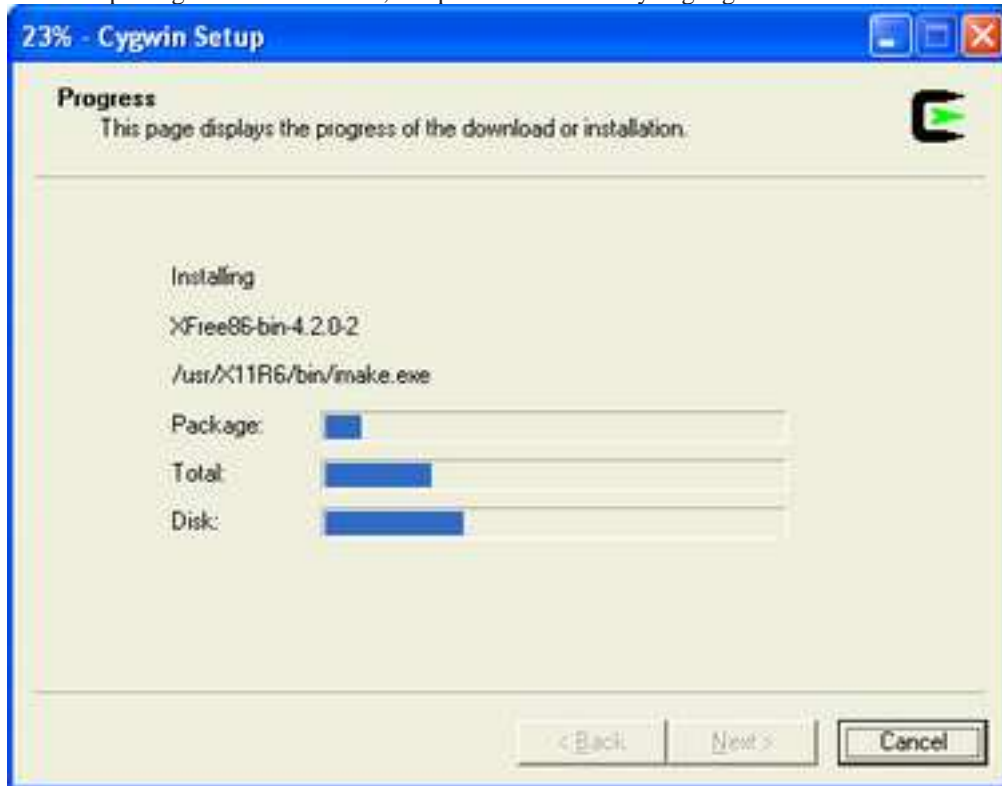 23% - Cygwin Setup
Progress
This page displays the progress of the download or installation.
Installing
XFree86-bin-4.2.0-2
/usr/X11R6/bin/imake.exe
Package:
Total:
Disk:
< Back
Next >
Cancel